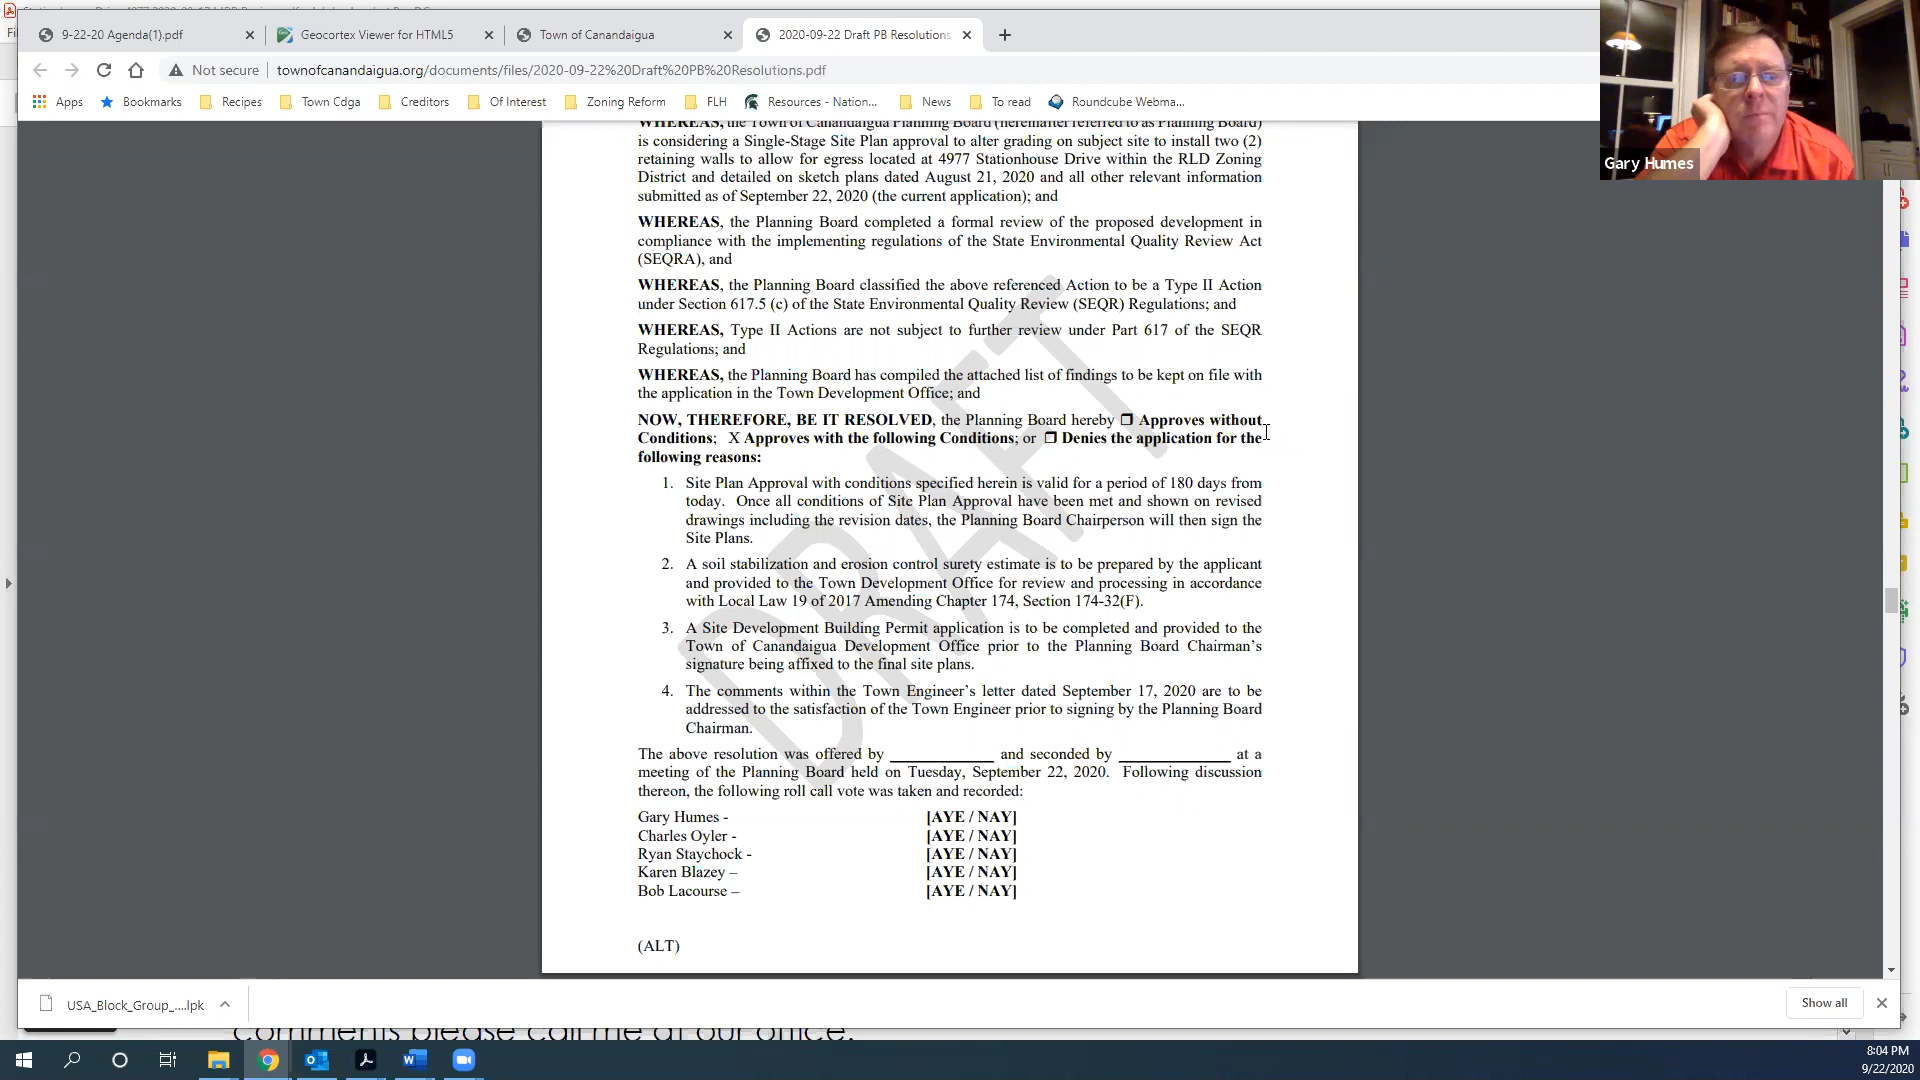 9-22-20 Agenda(1).pdf
Geocortex Viewer for HTML5
Town of Canandaigua
2020-09-22 Draft PB Resolutions
Not secure
townofcanandaigua.org/documents/files/2020-09-22%20Draft%20PB%20Resolutions.pdf
Apps
Bookmarks
Recipes
Town Cdga
Creditors
Of Interest
Zoning Reform
FLH
Resources - Nation...
News
To read
Roundcube Webma...
Gary Humes
WHEREAS, the Town of Canandaigua Planning Board (hereinafter referred to as Planning Board)
is considering a Single-Stage Site Plan approval to alter grading on subject site to install two (2)
retaining walls to allow for egress located at 4977 Stationhouse Drive within the RLD Zoning
District and detailed on sketch plans dated August 21, 2020 and all other relevant information
submitted as of September 22, 2020 (the current application); and
WHEREAS, the Planning Board completed a formal review of the proposed development in
compliance with the implementing regulations of the State Environmental Quality Review Act
(SEQRA), and
WHEREAS, the Planning Board classified the above referenced Action to be a Type II Action
under Section 617.5 (c) of the State Environmental Quality Review (SEQR) Regulations; and
WHEREAS, Type II Actions are not subject to further review under Part 617 of the SEQR
Regulations; and
WHEREAS, the Planning Board has compiled the attached list of findings to be kept on file with
the application in the Town Development Office; and
NOW, THEREFORE, BE IT RESOLVED, the Planning Board hereby ❒ Approves without
Conditions; X Approves with the following Conditions; or ❒ Denies the application for the
following reasons:
1. Site Plan Approval with conditions specified herein is valid for a period of 180 days from
today. Once all conditions of Site Plan Approval have been met and shown on revised
drawings including the revision dates, the Planning Board Chairperson will then sign the
Site Plans.
2. A soil stabilization and erosion control surety estimate is to be prepared by the applicant
and provided to the Town Development Office for review and processing in accordance
with Local Law 19 of 2017 Amending Chapter 174, Section 174-32(F).
3. A Site Development Building Permit application is to be completed and provided to the
Town of Canandaigua Development Office prior to the Planning Board Chairman's
signature being affixed to the final site plans.
4. The comments within the Town Engineer's letter dated September 17, 2020 are to be
addressed to the satisfaction of the Town Engineer prior to signing by the Planning Board
Chairman.
The above resolution was offered by ____________ and seconded by _____________ at a
meeting of the Planning Board held on Tuesday, September 22, 2020. Following discussion
thereon, the following roll call vote was taken and recorded:
Gary Humes - [AYE / NAY]
Charles Oyler - [AYE / NAY]
Ryan Staychock - [AYE / NAY]
Karen Blazey – [AYE / NAY]
Bob Lacourse – [AYE / NAY]
(ALT)
DRAFT
USA_Block_Group_....lpk
Show all
comments please call me at our office.
8:04 PM
9/22/2020